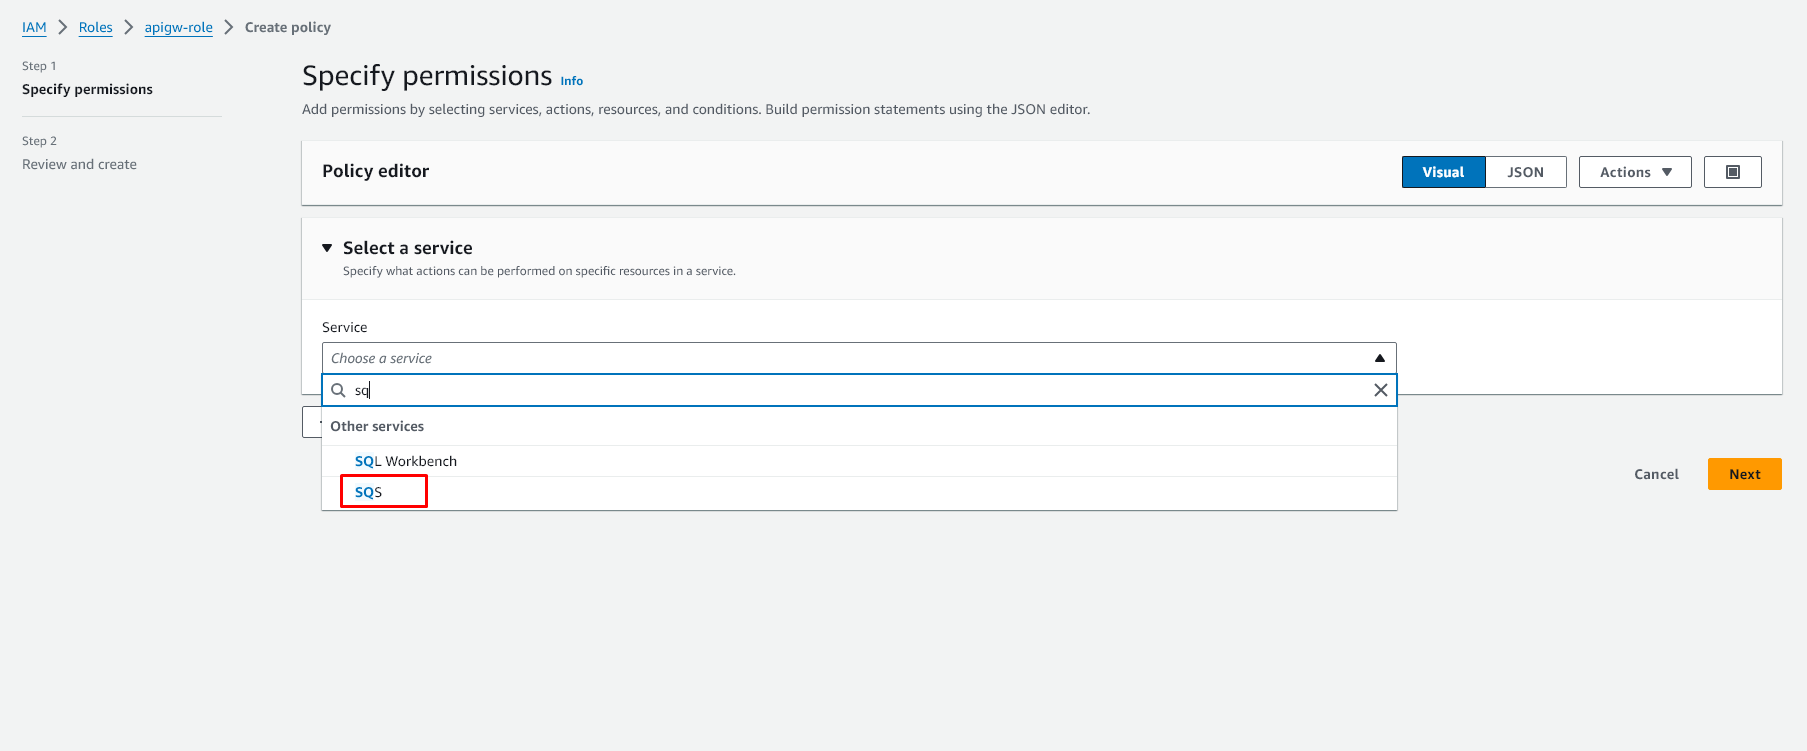 IAM > Roles > apigw-role > Create policy
Step 1
Specify permissions
Step 2
Review and create
Specify permissions Info
Add permissions by selecting services, actions, resources, and conditions. Build permission statements using the JSON editor.
Policy editor
Visual JSON Actions
Select a service
Specify what actions can be performed on specific resources in a service.
Service
Choose a service
sq
Other services
SQL Workbench
SQS
Cancel Next